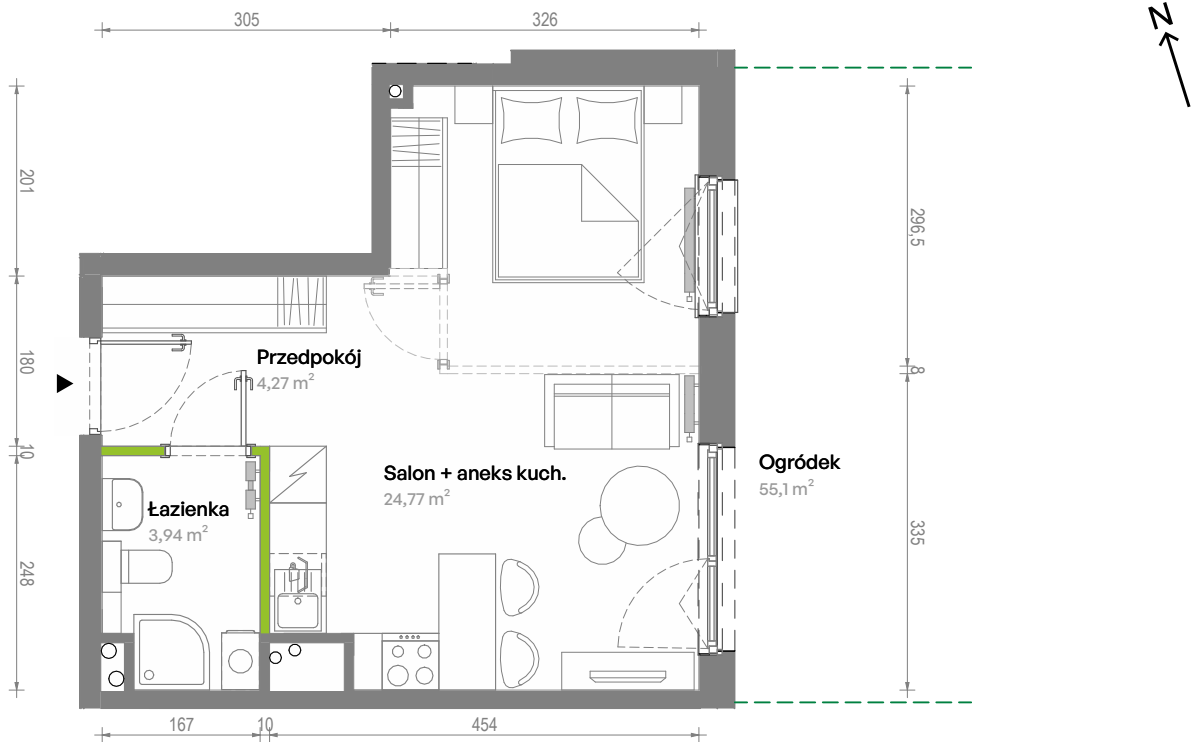 305
326
N
201
296,5
180
Przedpokój
4,27 m²
8
10
Salon + aneks kuch.
24,77 m²
Ogródek
55,1 m²
Łazienka
3,94 m²
335
248
167
10
454